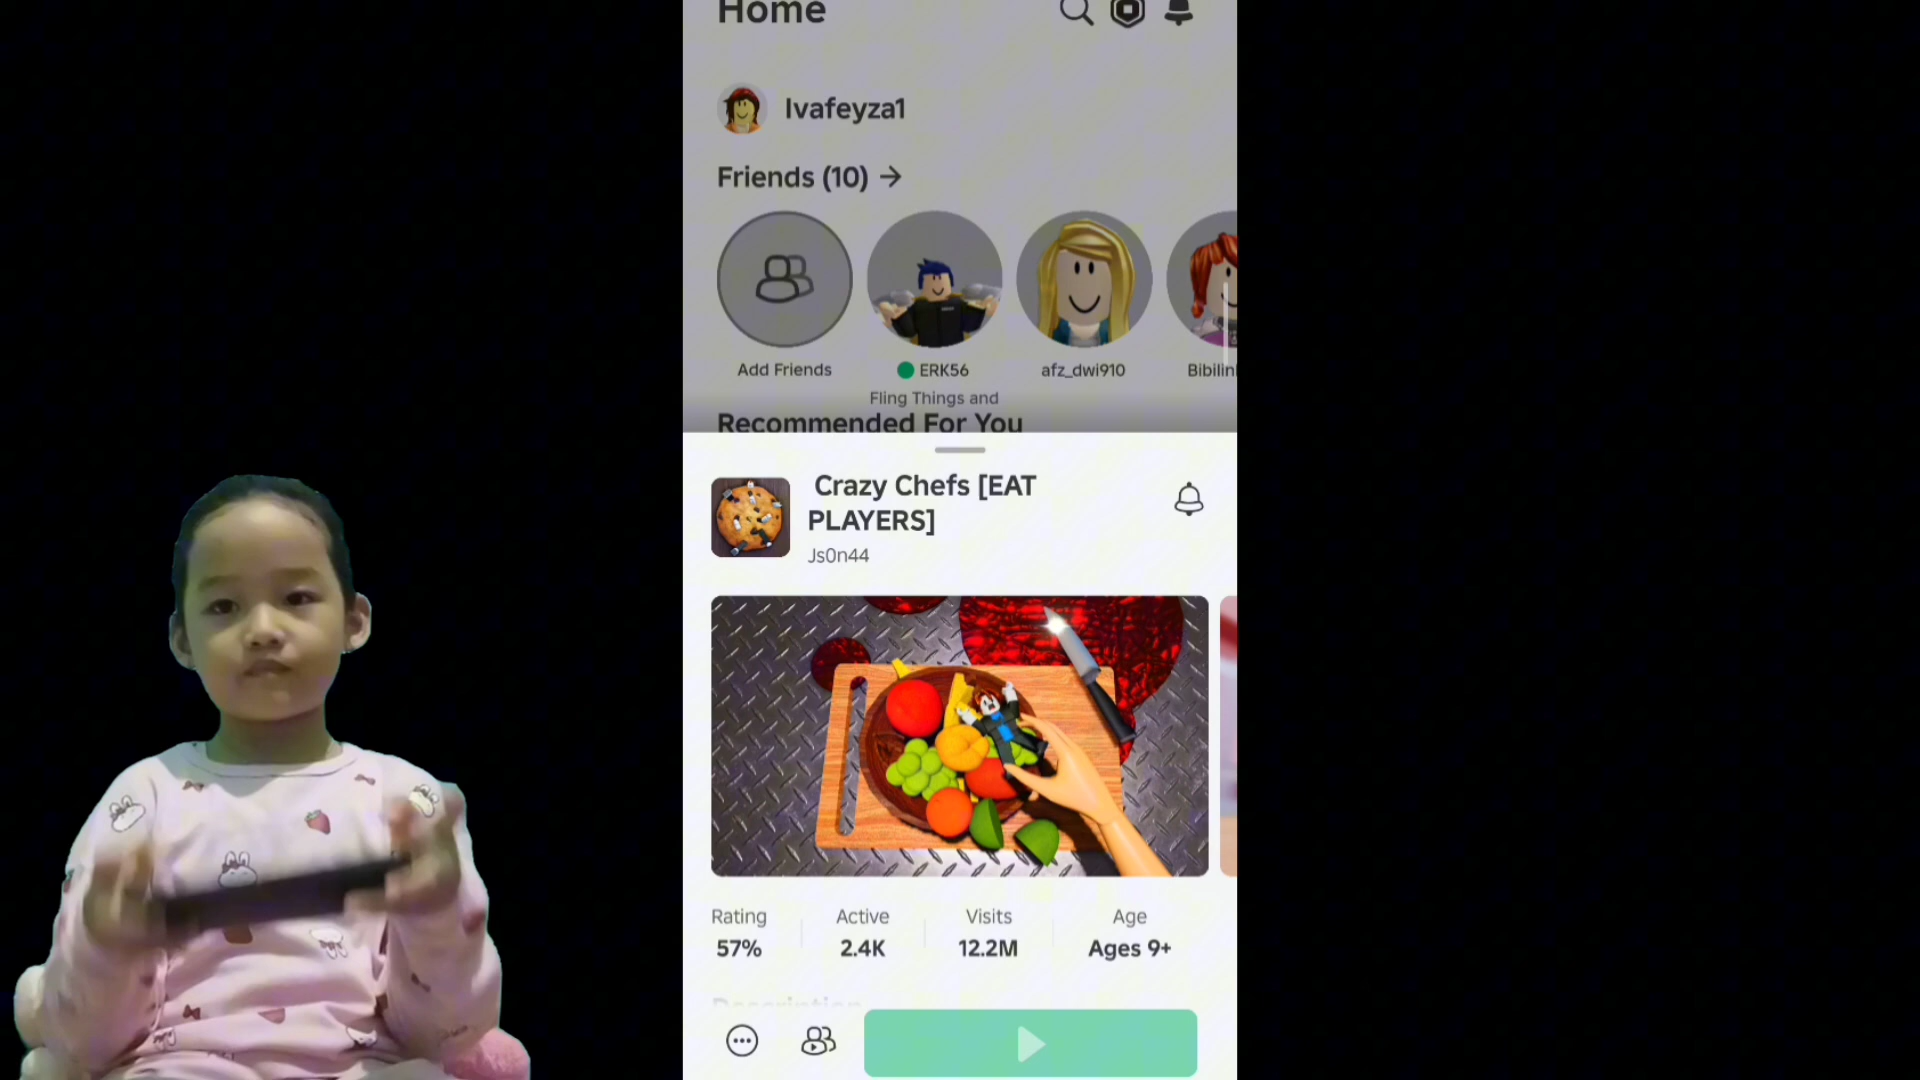 Home
Ivafeyza1
Friends (10)
Add Friends
ERK56
afz_dwi910
Fling Things and
Recommended For You
Crazy Chefs [EAT
PLAYERS]
Js0n44
Rating
Active
Visits
Age
57%
2.4K
12.2M
Ages 9+
Description